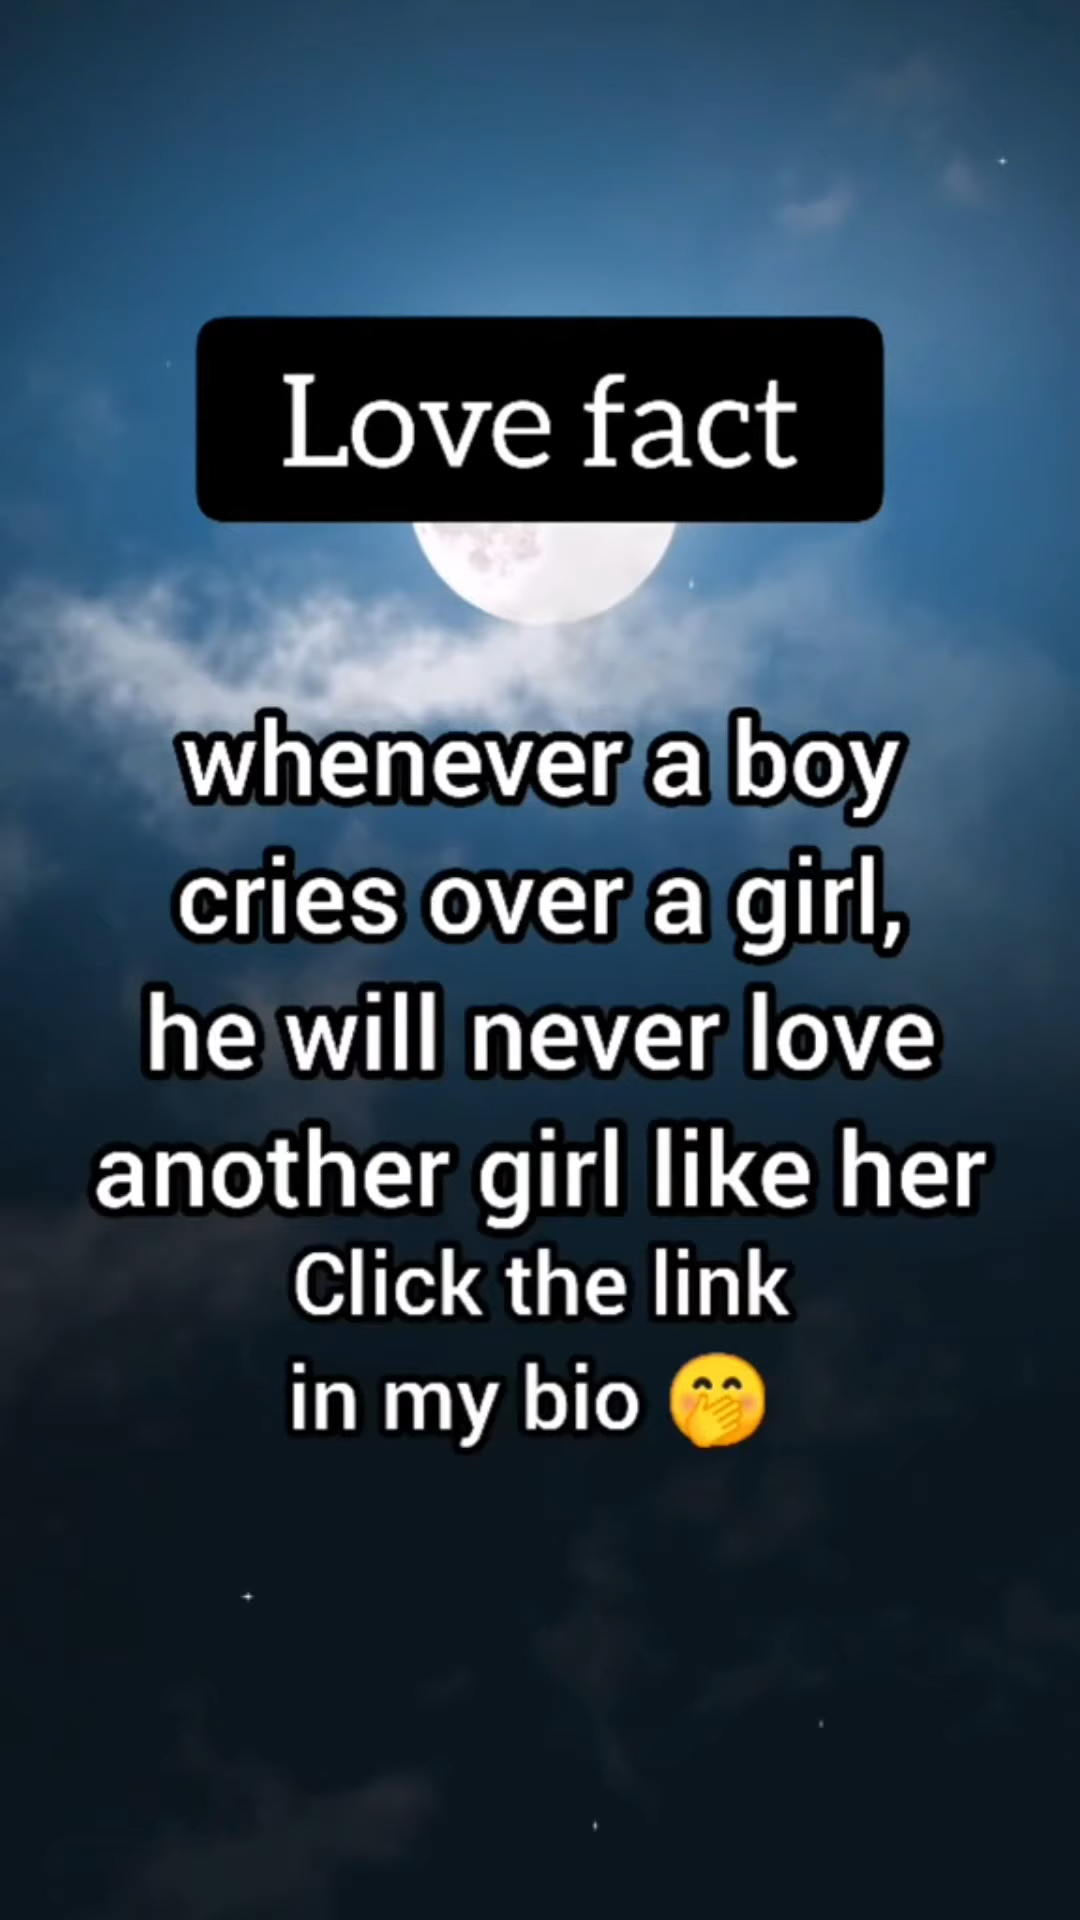 Love fact
whenever a boy
cries over a girl,
he will never love
another girl like her
Click the link
in my bio 🤭